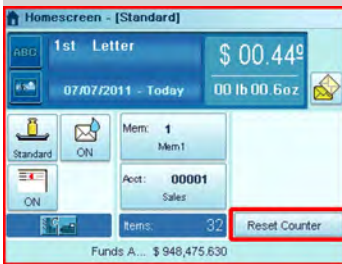 Homescreen - [Standard]
ABC
1st Letter
$ 00.44⁰
07/07/2011 - Today
00 lb 00.6oz
Standard
ON
Mem: 1
Mem1
ON
Acct: 00001
Sales
Items: 32
Reset Counter
Funds A... $ 948,475.630